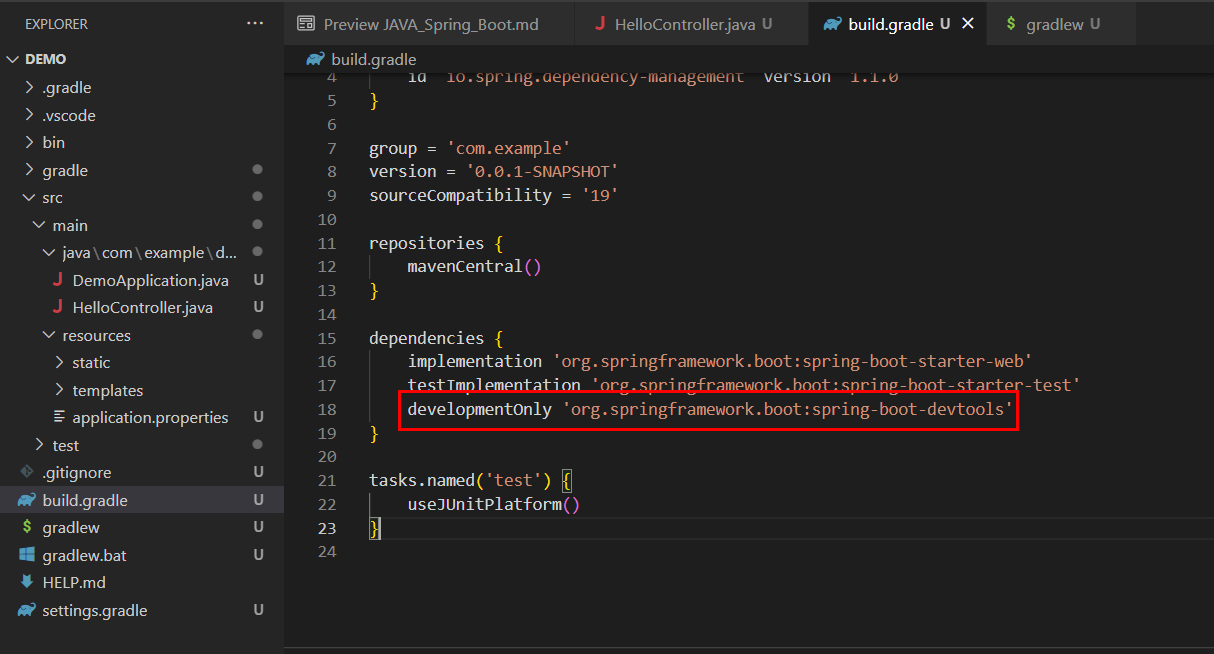 EXPLORER
···
DEMO
.gradle
.vscode
bin
gradle
src
main
java\com\example\d...
DemoApplication.java U
HelloController.java U
resources
static
templates
application.properties U
test
.gitignore U
build.gradle U
gradlew U
gradlew.bat U
HELP.md
settings.gradle U
Preview JAVA_Spring_Boot.md
HelloController.java U
build.gradle U
gradlew U
build.gradle
4 id 'io.spring.dependency-management' version '1.1.0'
5 }
6
7 group = 'com.example'
8 version = '0.0.1-SNAPSHOT'
9 sourceCompatibility = '19'
10
11 repositories {
12 mavenCentral()
13 }
14
15 dependencies {
16 implementation 'org.springframework.boot:spring-boot-starter-web'
17 testImplementation 'org.springframework.boot:spring-boot-starter-test'
18 developmentOnly 'org.springframework.boot:spring-boot-devtools'
19 }
20
21 tasks.named('test') {
22 useJUnitPlatform()
23 }
24